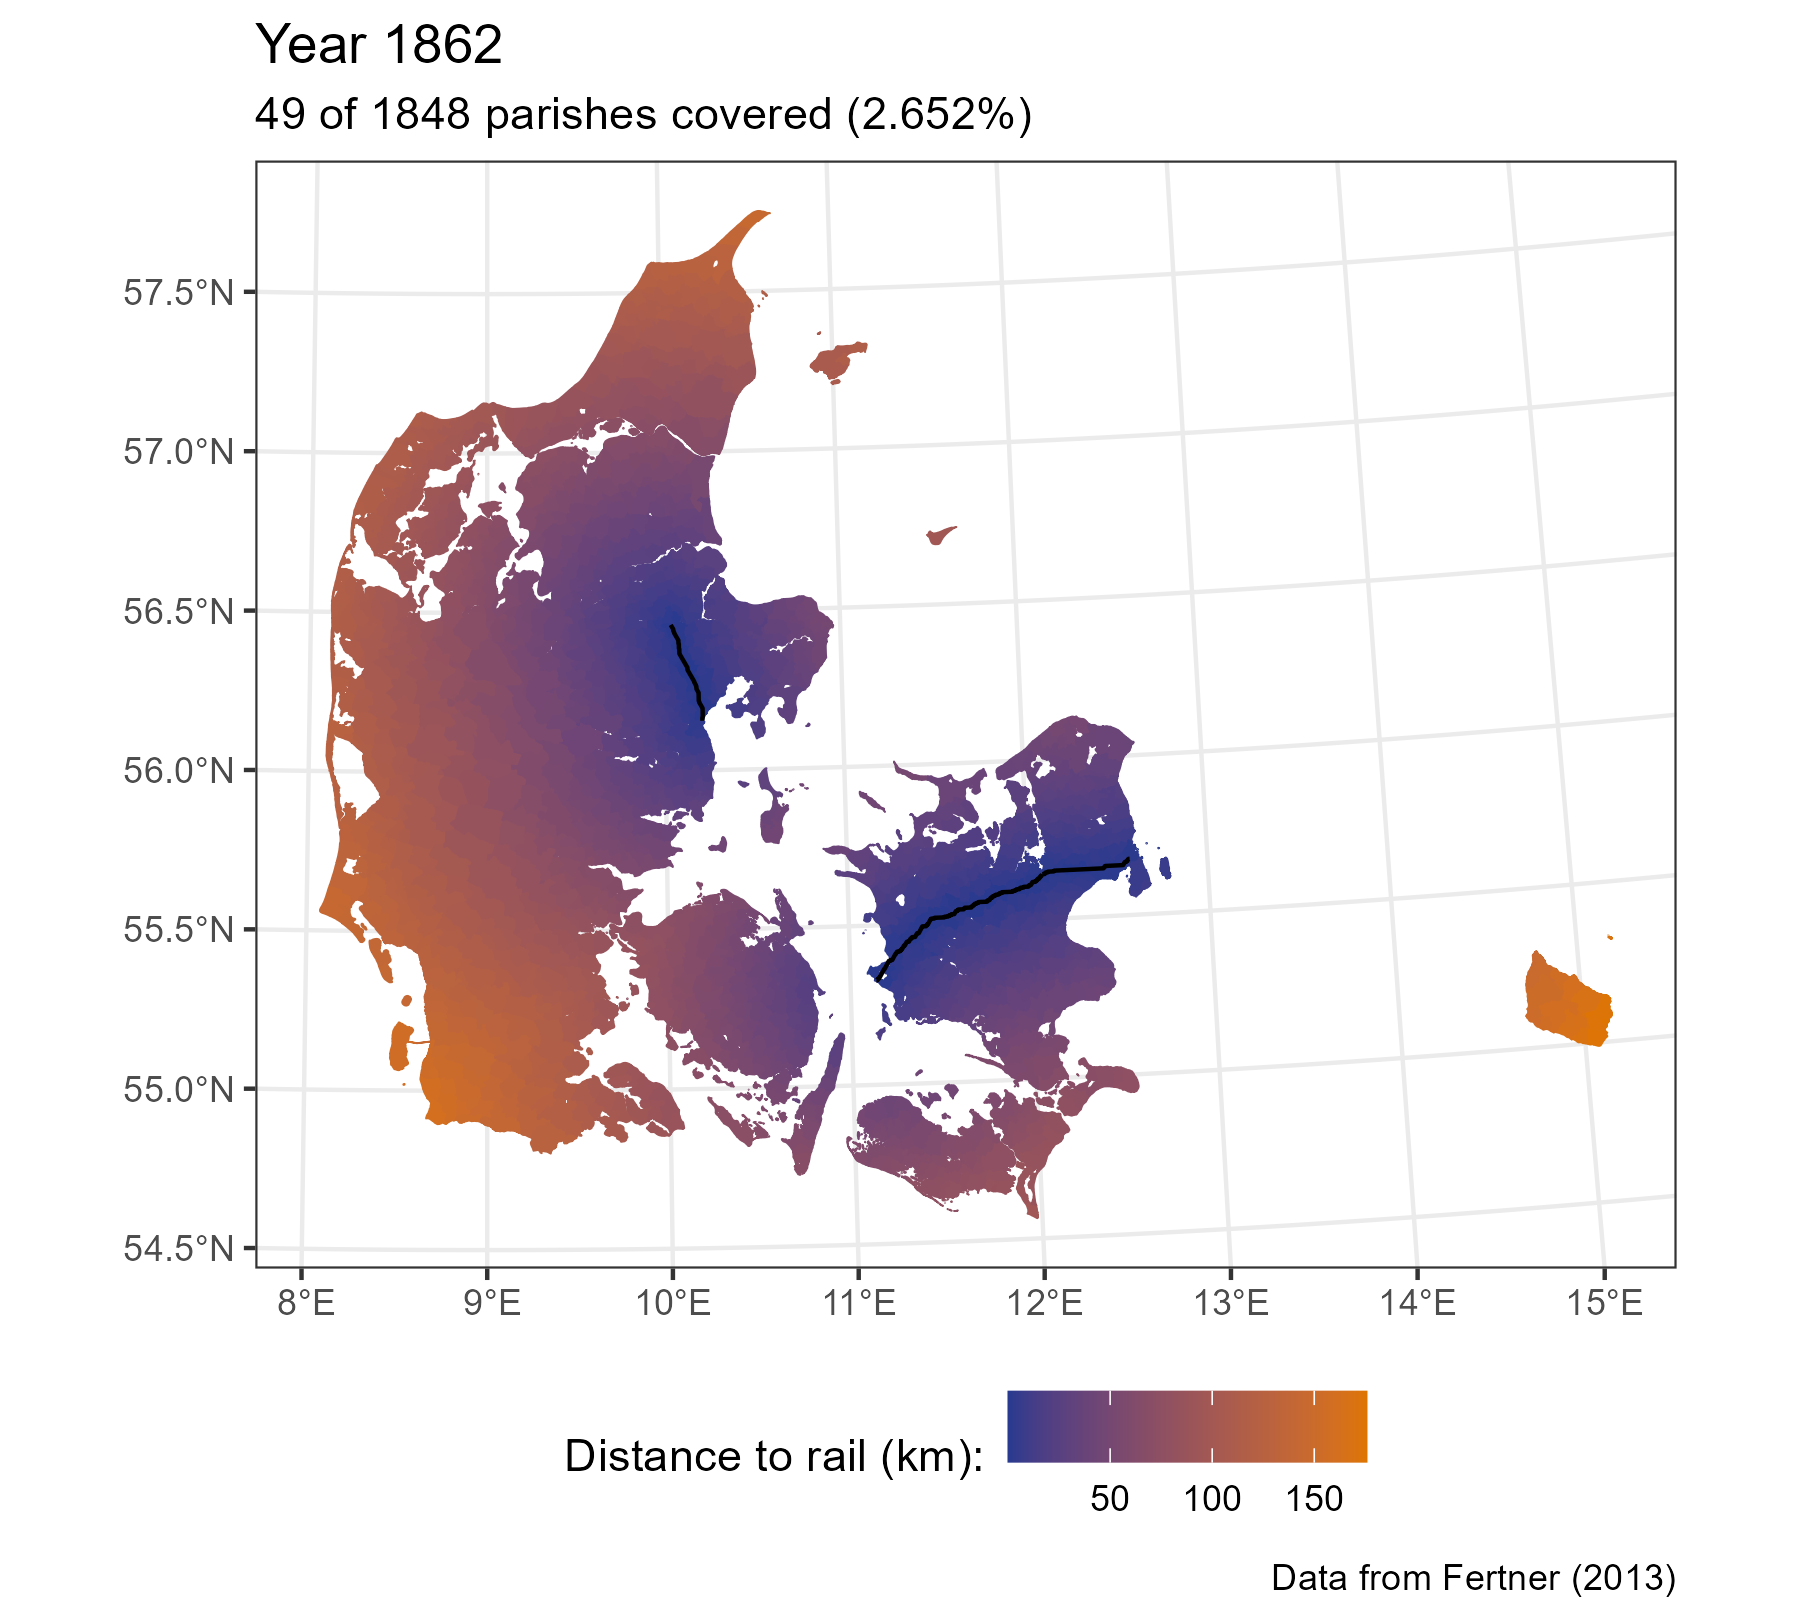 Year 1862
49 of 1848 parishes covered (2.652%)
57.5°N
57.0°N
56.5°N
56.0°N
55.5°N
55.0°N
54.5°N
8°E 9°E 10°E 11°E 12°E 13°E 14°E 15°E
Distance to rail (km):
50 100 150
Data from Fertner (2013)